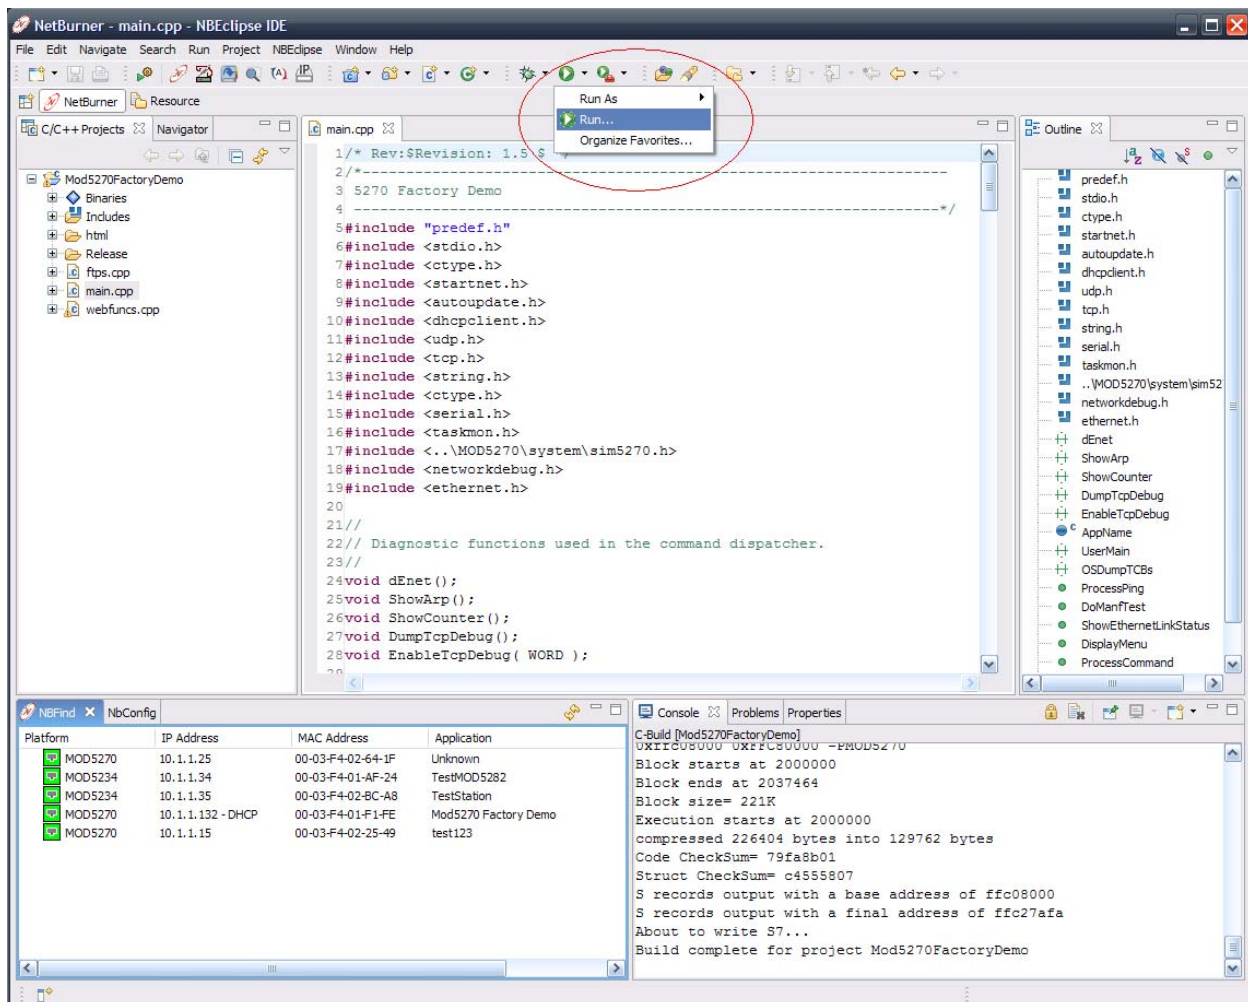 NetBurner - main.cpp - NBEclipse IDE
File Edit Navigate Search Run Project NBEclipse Window Help
NetBurner Resource
Run As
Run...
Organize Favorites...
C/C++ Projects Navigator
Mod5270FactoryDemo
Binaries
Includes
html
Release
ftps.cpp
main.cpp
webfuncs.cpp
main.cpp
1/* Rev:$Revision: 1.5 $
2/*------------------------------------------------------------------------
3 5270 Factory Demo
4 ------------------------------------------------------------------------*/
5#include "predef.h"
6#include <stdio.h>
7#include <ctype.h>
8#include <startnet.h>
9#include <autoupdate.h>
10#include <dhcpclient.h>
11#include <udp.h>
12#include <tcp.h>
13#include <string.h>
14#include <ctype.h>
15#include <serial.h>
16#include <taskmon.h>
17#include <..\MOD5270\system\sim5270.h>
18#include <networkdebug.h>
19#include <ethernet.h>
20
21//
22// Diagnostic functions used in the command dispatcher.
23//
24void dEnet();
25void ShowArp();
26void ShowCounter();
27void DumpTcpDebug();
28void EnableTcpDebug( WORD );
Outline
predef.h
stdio.h
ctype.h
startnet.h
autoupdate.h
dhcpclient.h
udp.h
tcp.h
string.h
serial.h
taskmon.h
..\MOD5270\system\sim52
networkdebug.h
ethernet.h
dEnet
ShowArp
ShowCounter
DumpTcpDebug
EnableTcpDebug
AppName
UserMain
OSDumpTCBs
ProcessPing
DoManfTest
ShowEthernetLinkStatus
DisplayMenu
ProcessCommand
NBFind NbConfig
Platform IP Address MAC Address Application
MOD5270 10.1.1.25 00-03-F4-02-64-1F Unknown
MOD5234 10.1.1.34 00-03-F4-01-AF-24 TestMOD5282
MOD5234 10.1.1.35 00-03-F4-02-BC-A8 TestStation
MOD5270 10.1.1.132 - DHCP 00-03-F4-01-F1-FE Mod5270 Factory Demo
MOD5270 10.1.1.15 00-03-F4-02-25-49 test123
Console Problems Properties
C-Build [Mod5270FactoryDemo]
0xffc08000 0xFFC80000 -PMOD5270
Block starts at 2000000
Block ends at 2037464
Block size= 221K
Execution starts at 2000000
compressed 226404 bytes into 129762 bytes
Code CheckSum= 79fa8b01
Struct CheckSum= c4555807
S records output with a base address of ffc08000
S records output with a final address of ffc27afa
About to write S7...
Build complete for project Mod5270FactoryDemo